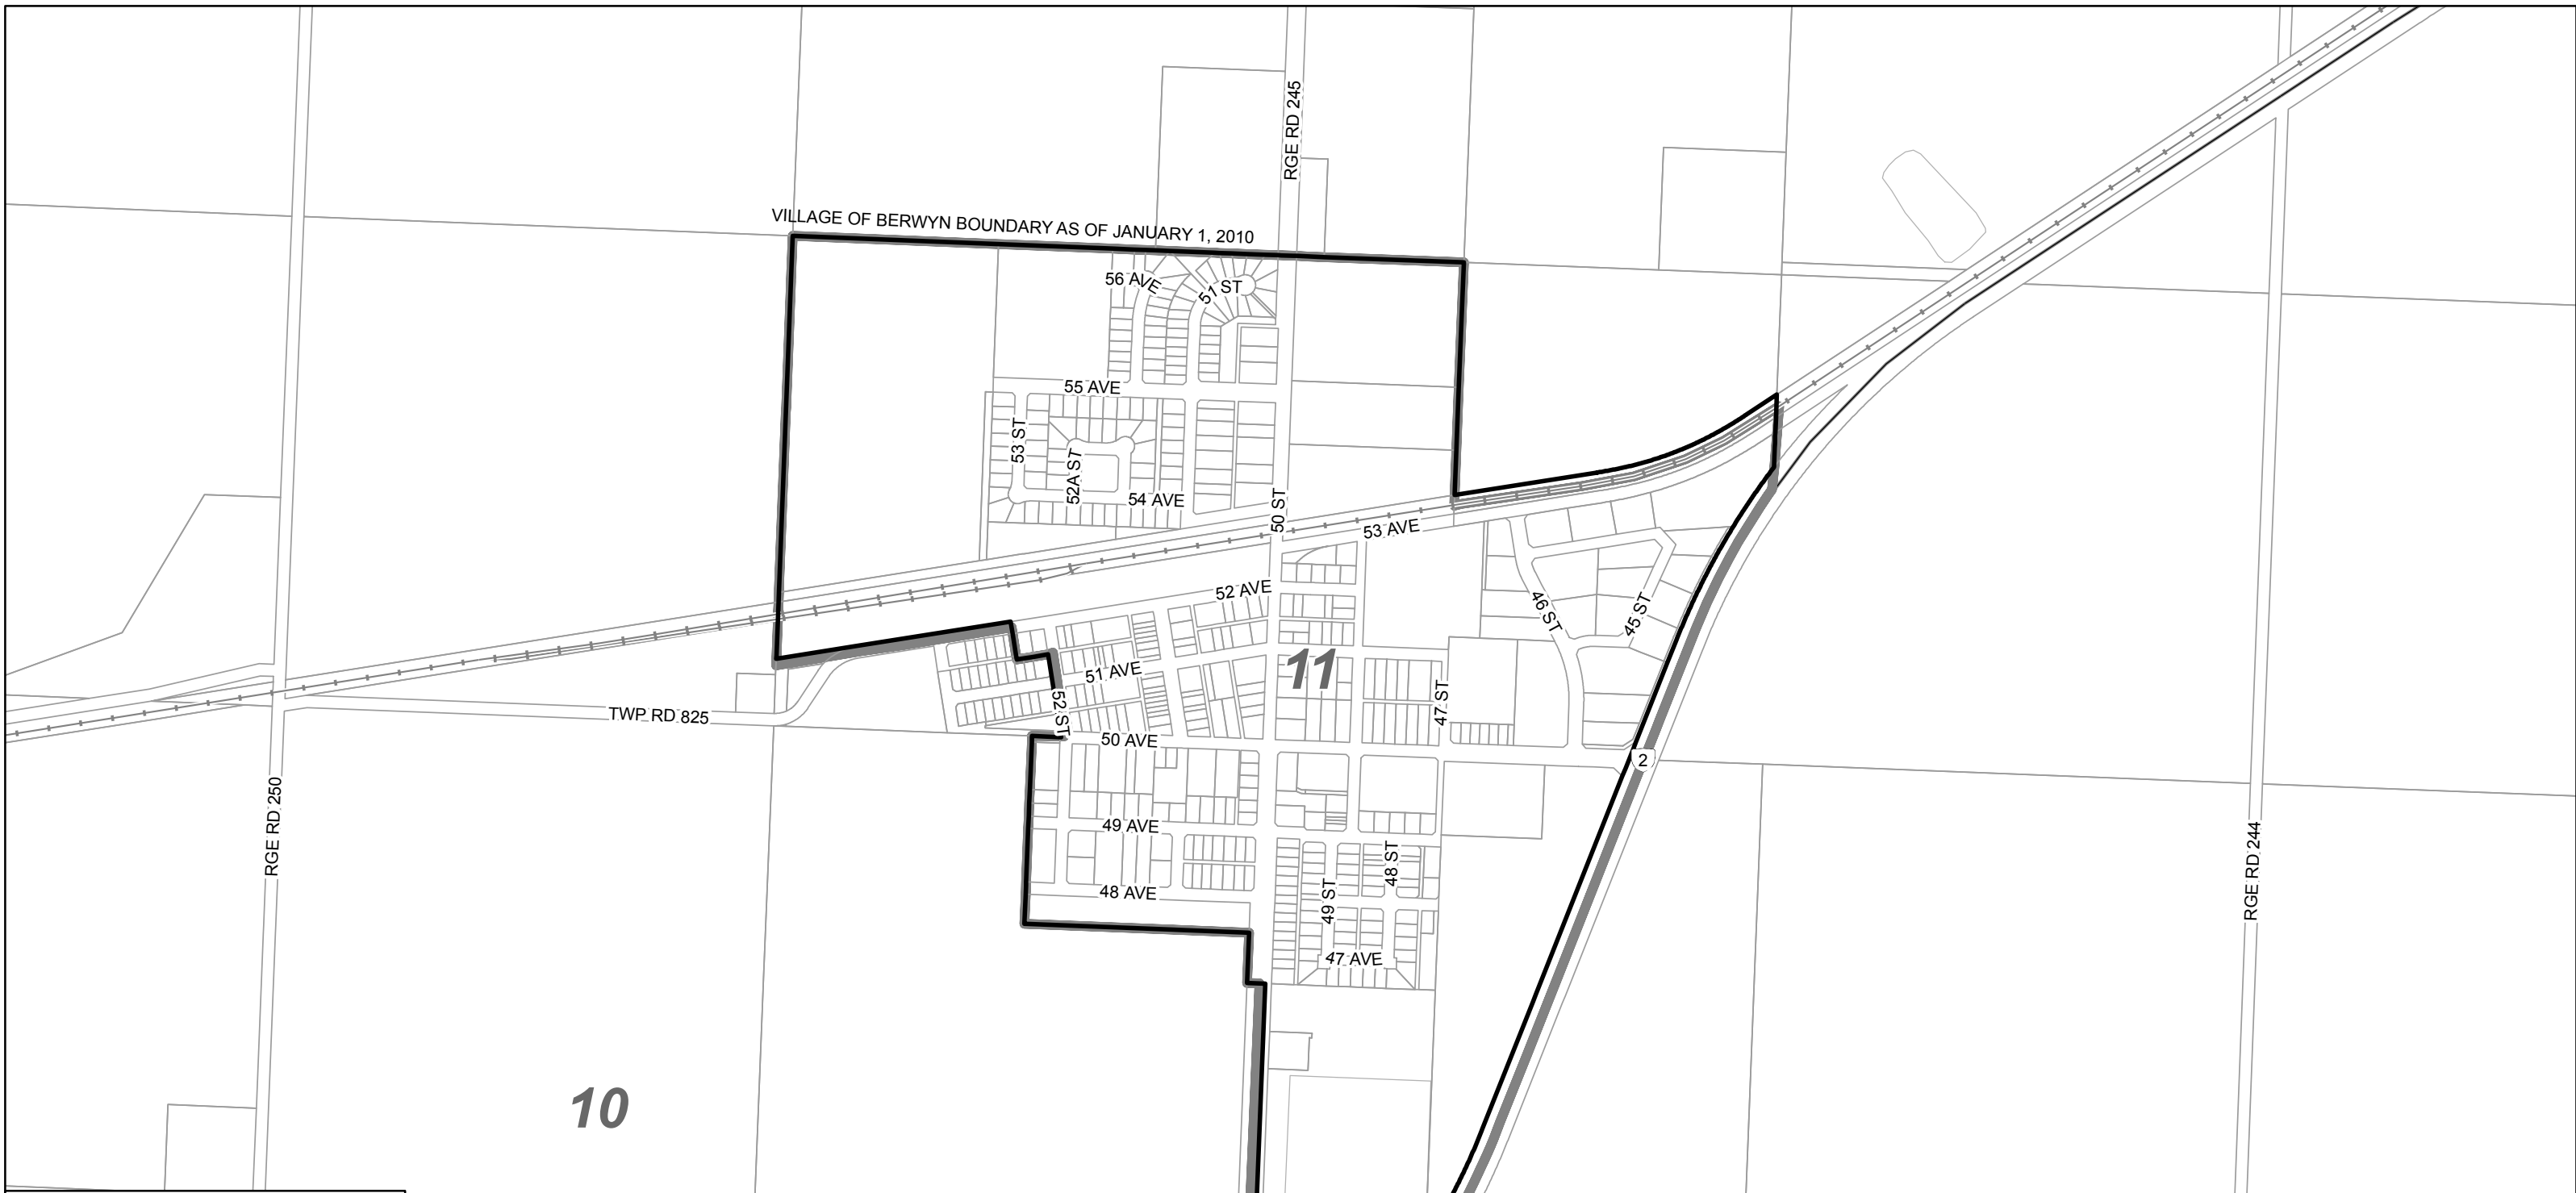 RGE RD 245
VILLAGE OF BERWYN BOUNDARY AS OF JANUARY 1, 2010
56 AVE
51 ST
55 AVE
53 ST
52A ST
54 AVE
50 ST
53 AVE
52 AVE
46 ST
45 ST
51 AVE
11
52 ST
47 ST
TWP RD 825
50 AVE
2
RGE RD 250
49 AVE
48 ST
RGE RD 244
48 AVE
49 ST
47 AVE
10